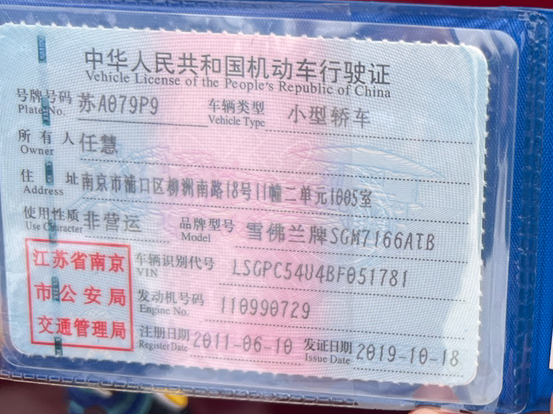 中华人民共和国机动车行驶证
Vehicle License of the People's Republic of China
号牌号码 苏A079P9 车辆类型 小型轿车
Plate No. Vehicle Type
所有人 任慧
Owner
住址 南京市浦口区柳洲南路18号11幢二单元1005室
Address
使用性质 非营运 品牌型号 雪佛兰牌SGM7166ATB
Use Character Model
江苏省南京
市公安局
交通管理局
车辆识别代号 LSGPC54U4BF051781
VIN
发动机号码 110990729
Engine No.
注册日期 2011-06-10 发证日期 2019-10-18
Register Date Issue Date